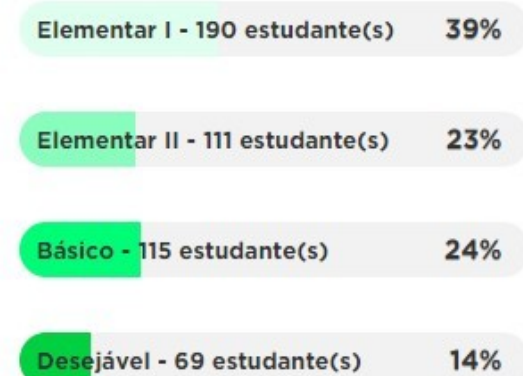 Elementar I - 190 estudante(s) 39%
Elementar II - 111 estudante(s) 23%
Básico - 115 estudante(s) 24%
Desejável - 69 estudante(s) 14%